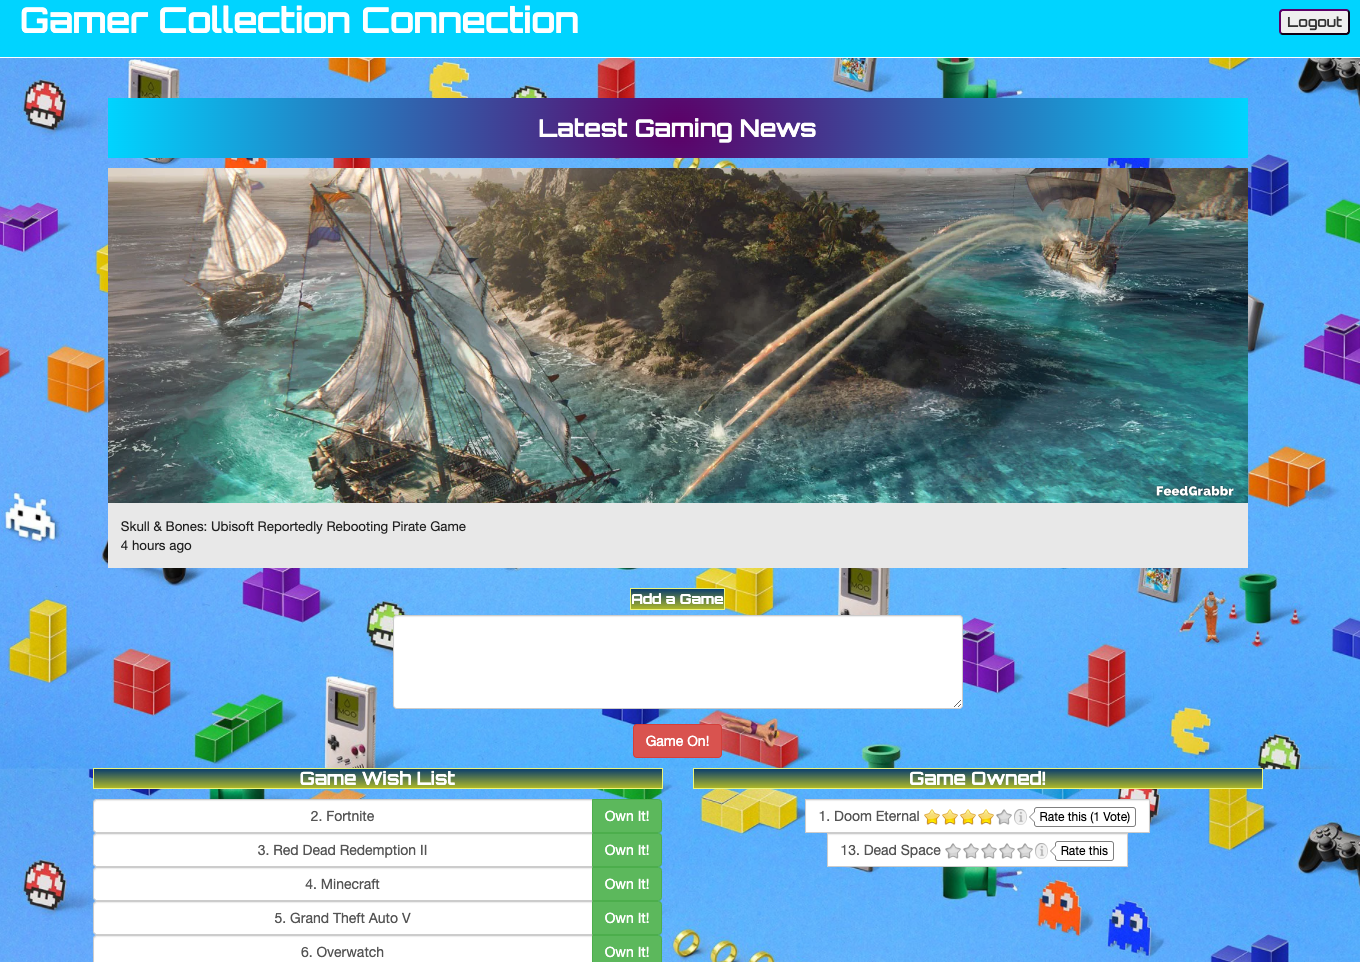 Gamer Collection Connection
Logout
Latest Gaming News
FeedGrabbr
Skull & Bones: Ubisoft Reportedly Rebooting Pirate Game
4 hours ago
Add a Game
Game On!
Game Wish List
2. Fortnite Own It!
3. Red Dead Redemption II Own It!
4. Minecraft Own It!
5. Grand Theft Auto V Own It!
6. Overwatch Own It!
Game Owned!
1. Doom Eternal Rate this (1 Vote)
13. Dead Space Rate this